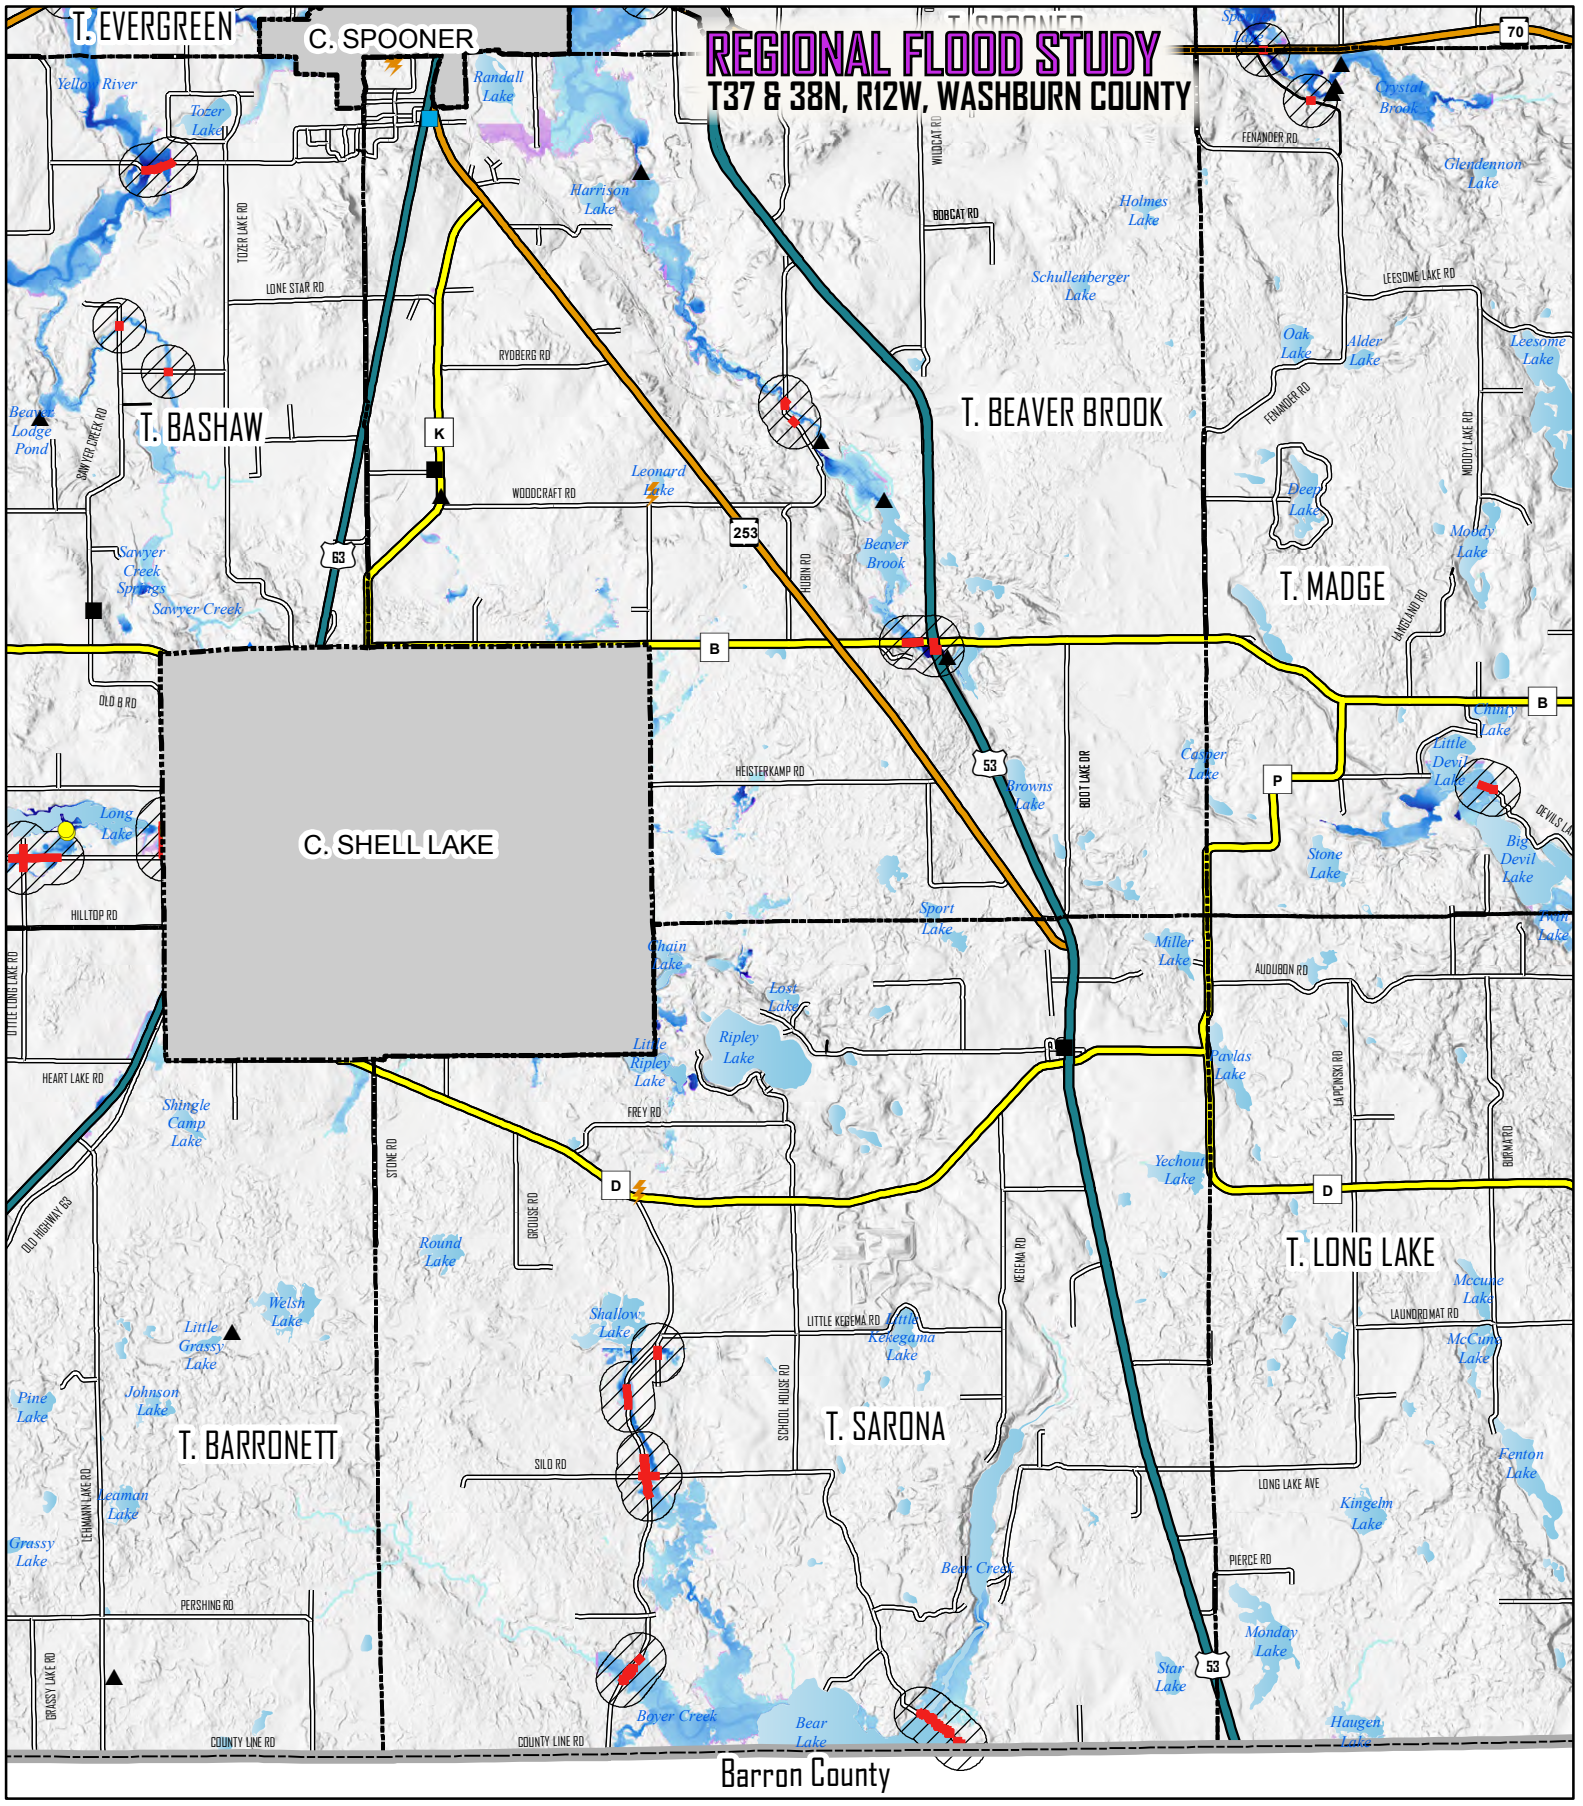 T. EVERGREEN
C. SPOONER
T. SPOONER
REGIONAL FLOOD STUDY
T37 & 38N, R12W, WASHBURN COUNTY
70
Yellow River
Tozer
Lake
Randall
Lake
Crystal
Brook
FENANDER RD
Glendennon
Lake
WILDCAT RD
Harrison
Lake
Holmes
Lake
BOBCAT RD
TOZER LAKE RD
LONE STAR RD
Schullenberger
Lake
LEESOME LAKE RD
RYDBERG RD
Oak
Lake
Alder
Lake
Leesome
Lake
Beaver
Lodge
Pond
T. BASHAW
SAWYER CREEK RD
K
T. BEAVER BROOK
FENANDER RD
MOODY LAKE RD
Leonard
Lake
WOODCRAFT RD
Deep
Lake
253
63
Sawyer
Creek
Springs
Sawyer Creek
Beaver
Brook
HUBIN RD
Moody
Lake
T. MADGE
LANGLAND RD
B
OLD B RD
B
Chinty
Lake
Little
Devil
Lake
Casper
Lake
53
HEISTERKAMP RD
BOOT LAKE DR
P
Browns
Lake
Long
Lake
C. SHELL LAKE
Stone
Lake
Big
Devil
Lake
HILLTOP RD
Sport
Lake
Twin
Lake
LITTLE LONG LAKE RD
Chain
Lake
Miller
Lake
AUDUBON RD
Lost
Lake
Ripley
Lake
Little
Ripley
Lake
HEART LAKE RD
Pavlas
Lake
LAPCINSKI RD
Shingle
Camp
Lake
FREY RD
STONE RD
BURMA RD
Yechout
Lake
D
D
OLD HIGHWAY 63
GROUSE RD
Round
Lake
KEGEMA RD
T. LONG LAKE
Welsh
Lake
Little
Grassy
Lake
Shallow
Lake
LITTLE KEGEMA RD
Little
Kekegama
Lake
Mccune
Lake
LAUNDROMAT RD
McCune
Lake
Pine
Lake
Johnson
Lake
SCHOOL HOUSE RD
T. SARONA
T. BARRONETT
SILO RD
LONG LAKE AVE
Fenton
Lake
LEHMANN LAKE RD
Leaman
Lake
Kingelm
Lake
Grassy
Lake
Bear Creek
PIERCE RD
PERSHING RD
Monday
Lake
GRASSY LAKE RD
Star
Lake
53
Boyer Creek
Bear
Lake
Haugen
Lake
COUNTY LINE RD
COUNTY LINE RD
Barron County